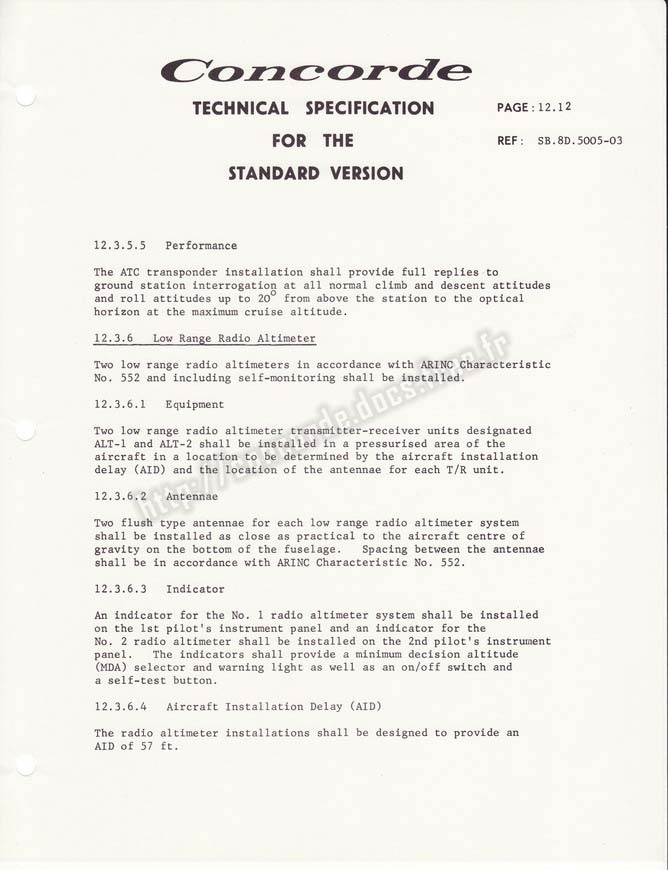 Concorde
TECHNICAL SPECIFICATION
FOR THE
STANDARD VERSION
PAGE: 12.12
REF: SB.8D.5005-03
12.3.5.5 Performance
The ATC transponder installation shall provide full replies to
ground station interrogation at all normal climb and descent attitudes
and roll attitudes up to 20° from above the station to the optical
horizon at the maximum cruise altitude.
12.3.6 Low Range Radio Altimeter
Two low range radio altimeters in accordance with ARINC Characteristic
No. 552 and including self-monitoring shall be installed.
12.3.6.1 Equipment
Two low range radio altimeter transmitter-receiver units designated
ALT-1 and ALT-2 shall be installed in a pressurised area of the
aircraft in a location to be determined by the aircraft installation
delay (AID) and the location of the antennae for each T/R unit.
12.3.6.2 Antennae
Two flush type antennae for each low range radio altimeter system
shall be installed as close as practical to the aircraft centre of
gravity on the bottom of the fuselage. Spacing between the antennae
shall be in accordance with ARINC Characteristic No. 552.
12.3.6.3 Indicator
An indicator for the No. 1 radio altimeter system shall be installed
on the 1st pilot's instrument panel and an indicator for the
No. 2 radio altimeter shall be installed on the 2nd pilot's instrument
panel. The indicators shall provide a minimum decision altitude
(MDA) selector and warning light as well as an on/off switch and
a self-test button.
12.3.6.4 Aircraft Installation Delay (AID)
The radio altimeter installations shall be designed to provide an
AID of 57 ft.